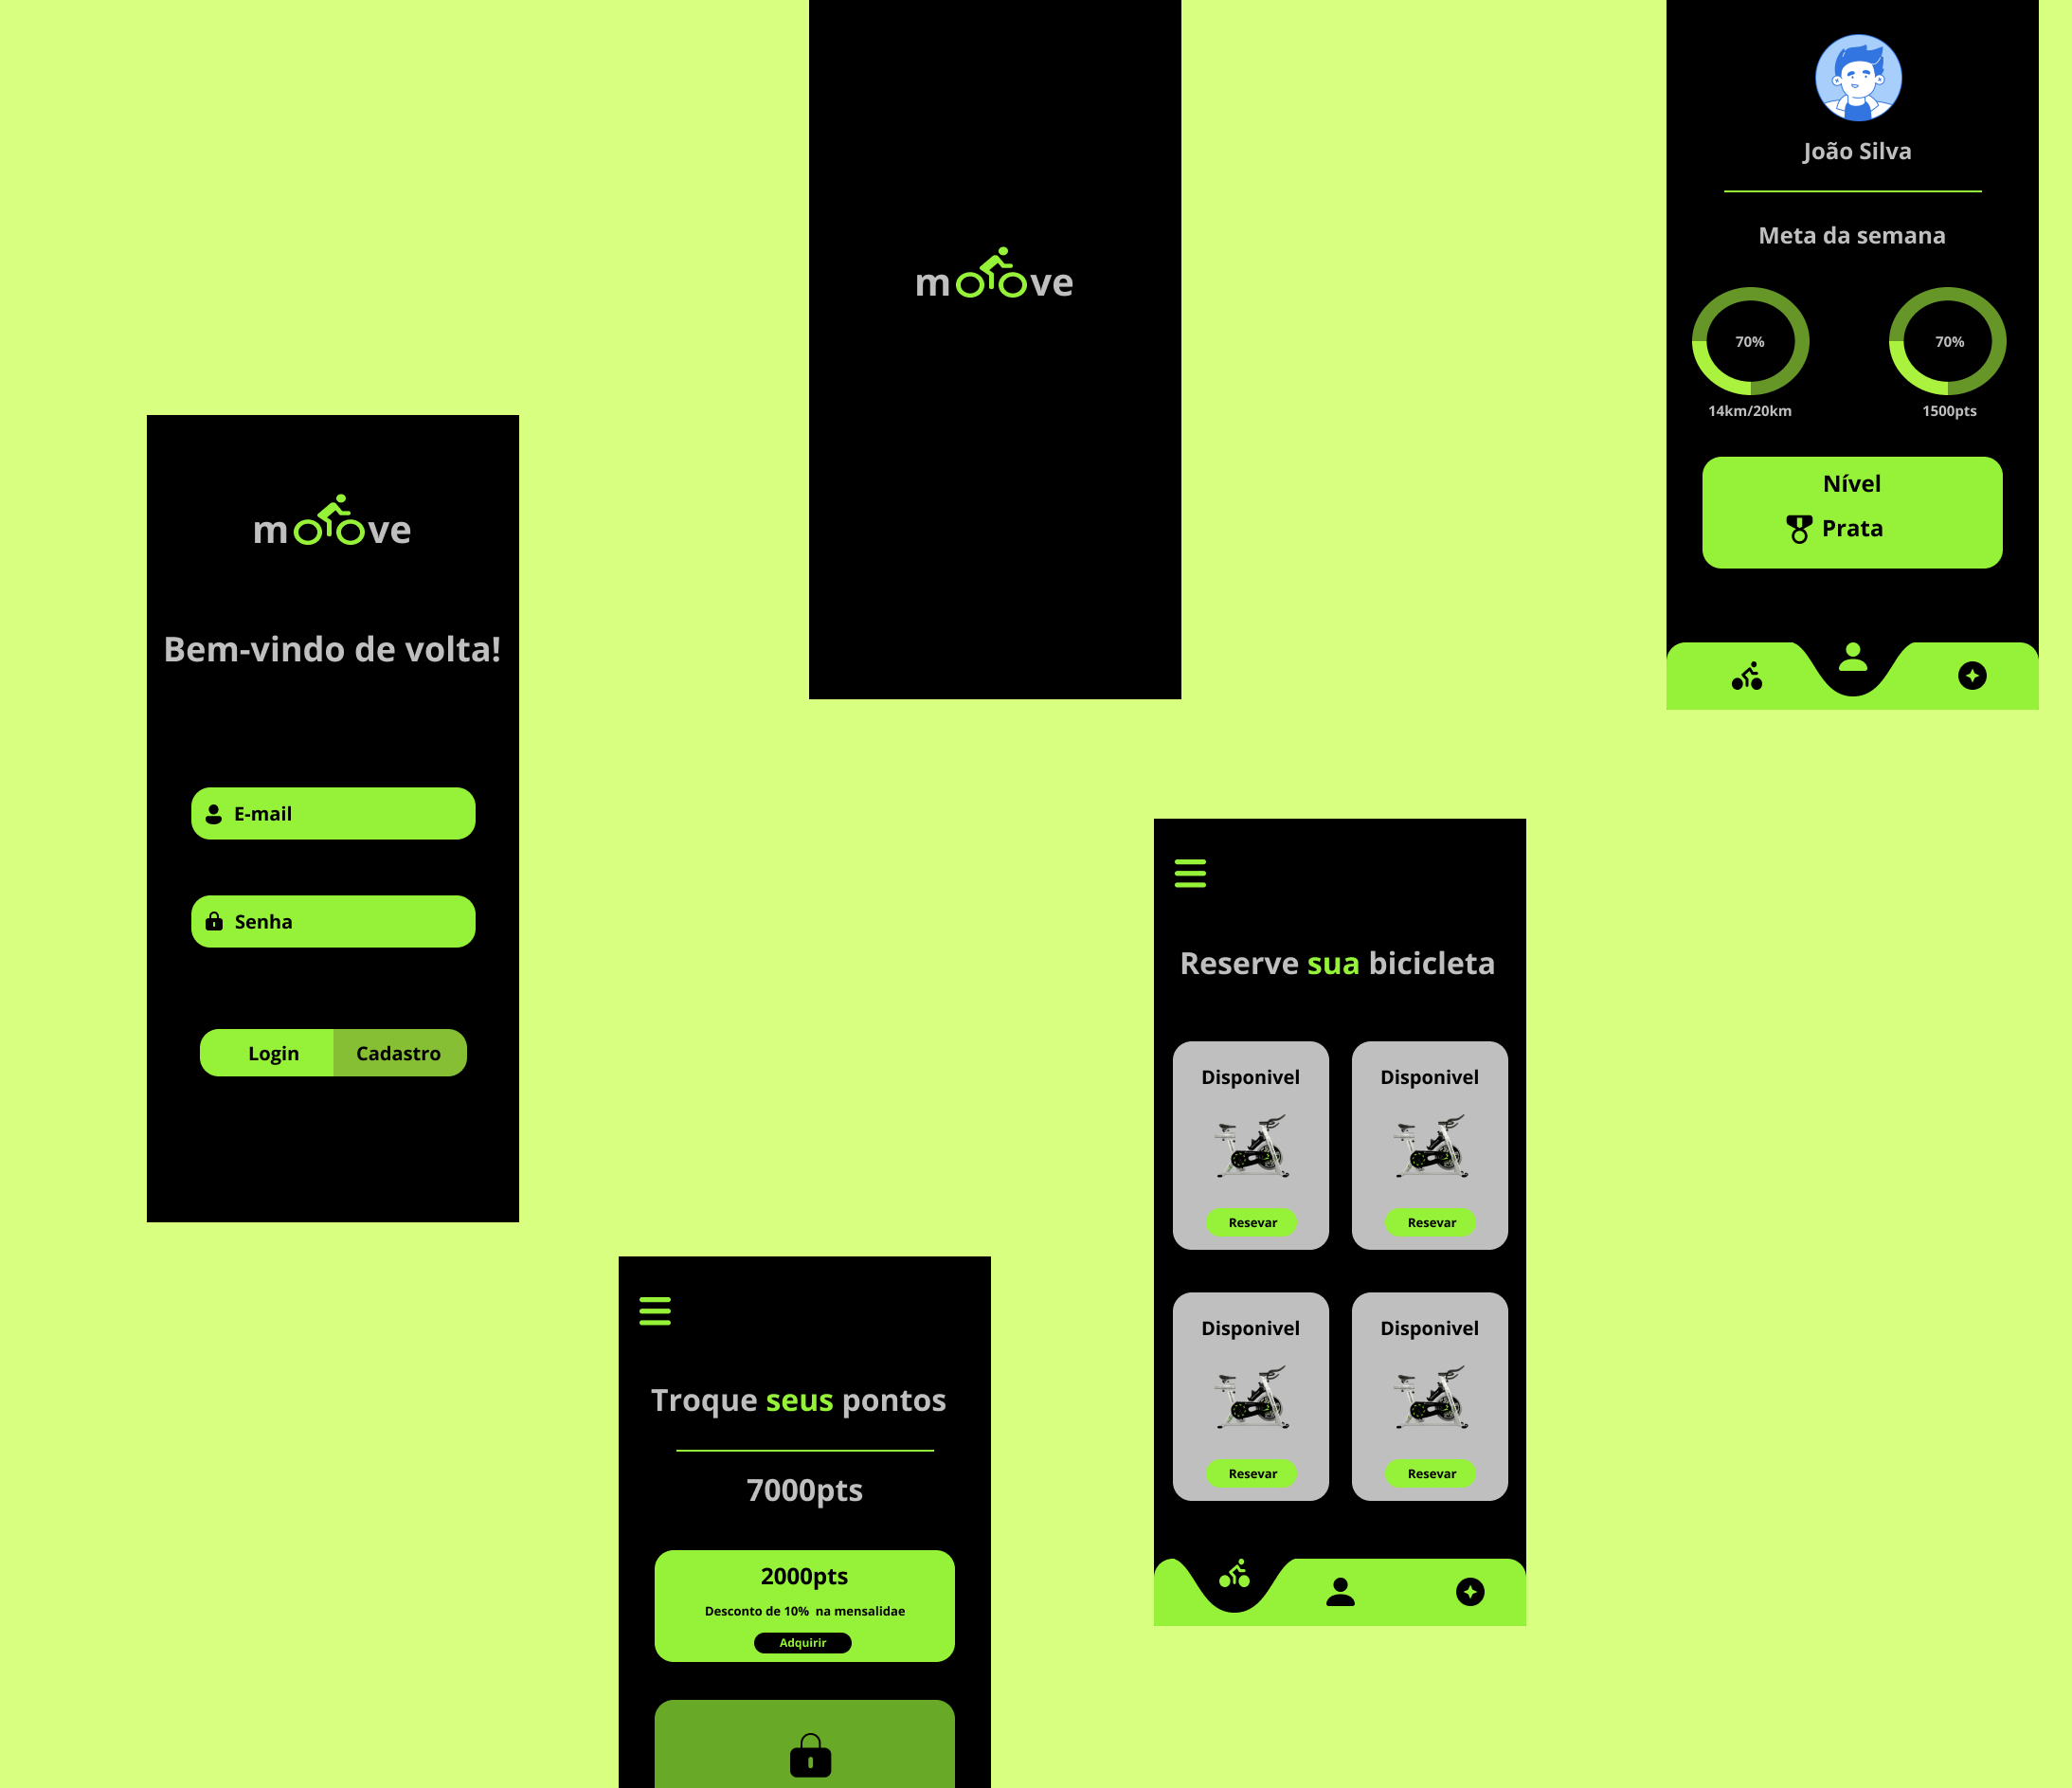 moove
João Silva
Meta da semana
70%
70%
14km/20km
1500pts
Nível
Prata
moove
Bem-vindo de volta!
E-mail
Senha
Login
Cadastro
Reserve sua bicicleta
Disponivel
Disponivel
Resevar
Resevar
Disponivel
Disponivel
Resevar
Resevar
Troque seus pontos
7000pts
2000pts
Desconto de 10% na mensalidae
Adquirir